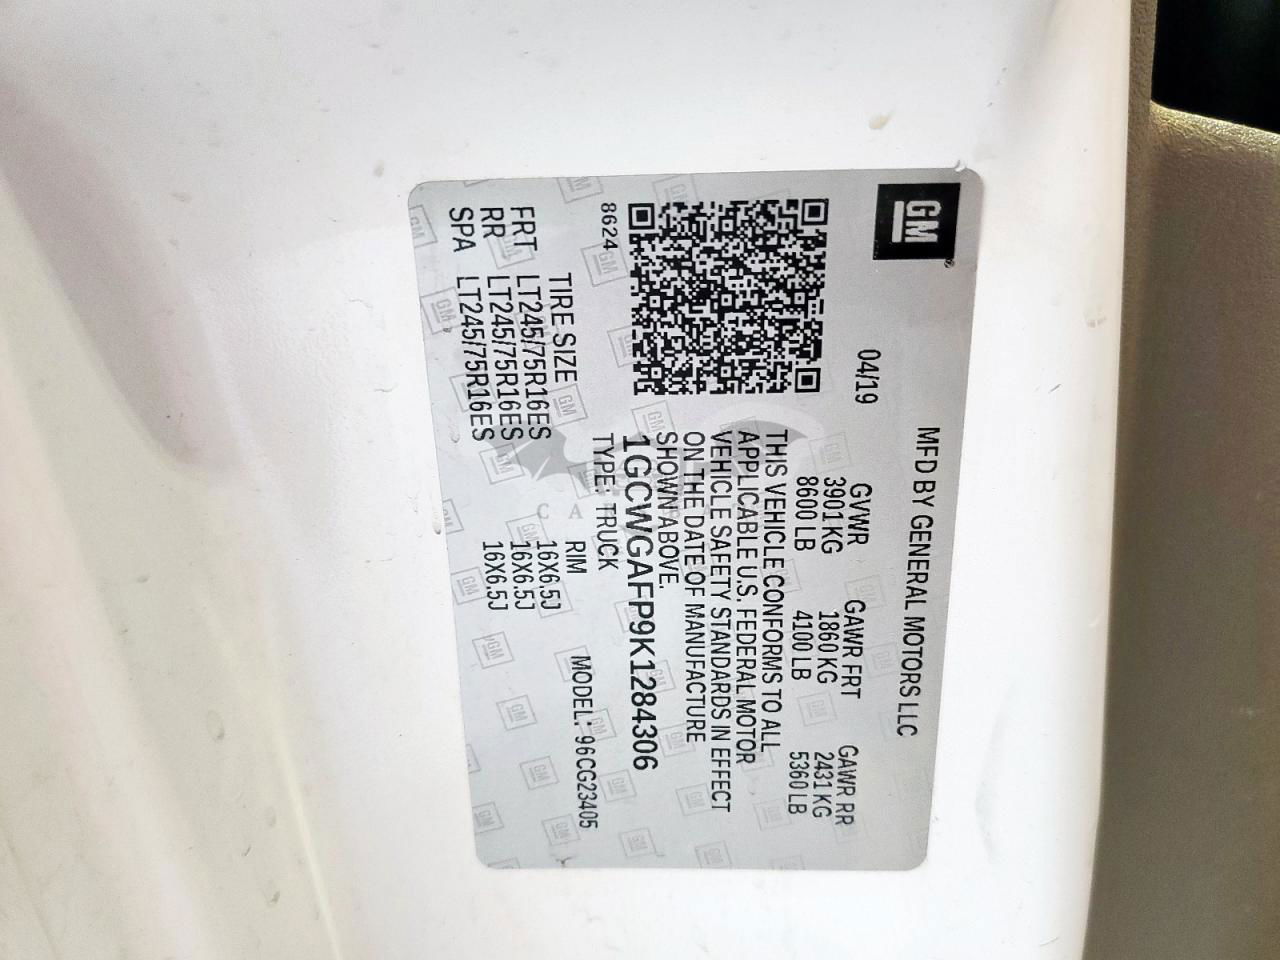 GM
MFD BY GENERAL MOTORS LLC
04/19
GVWR GAWR FRT GAWR RR
3901 KG 1860 KG 2431 KG
8600 LB 4100 LB 5360 LB
THIS VEHICLE CONFORMS TO ALL
APPLICABLE U.S. FEDERAL MOTOR
VEHICLE SAFETY STANDARDS IN EFFECT
ON THE DATE OF MANUFACTURE
SHOWN ABOVE.
1GCWGAFP9K1284306
8624 TYPE: TRUCK MODEL: 96CG23405
TIRE SIZE RIM
FRT LT245/75R16ES 16X6.5J
RR LT245/75R16ES 16X6.5J
SPA LT245/75R16ES 16X6.5J